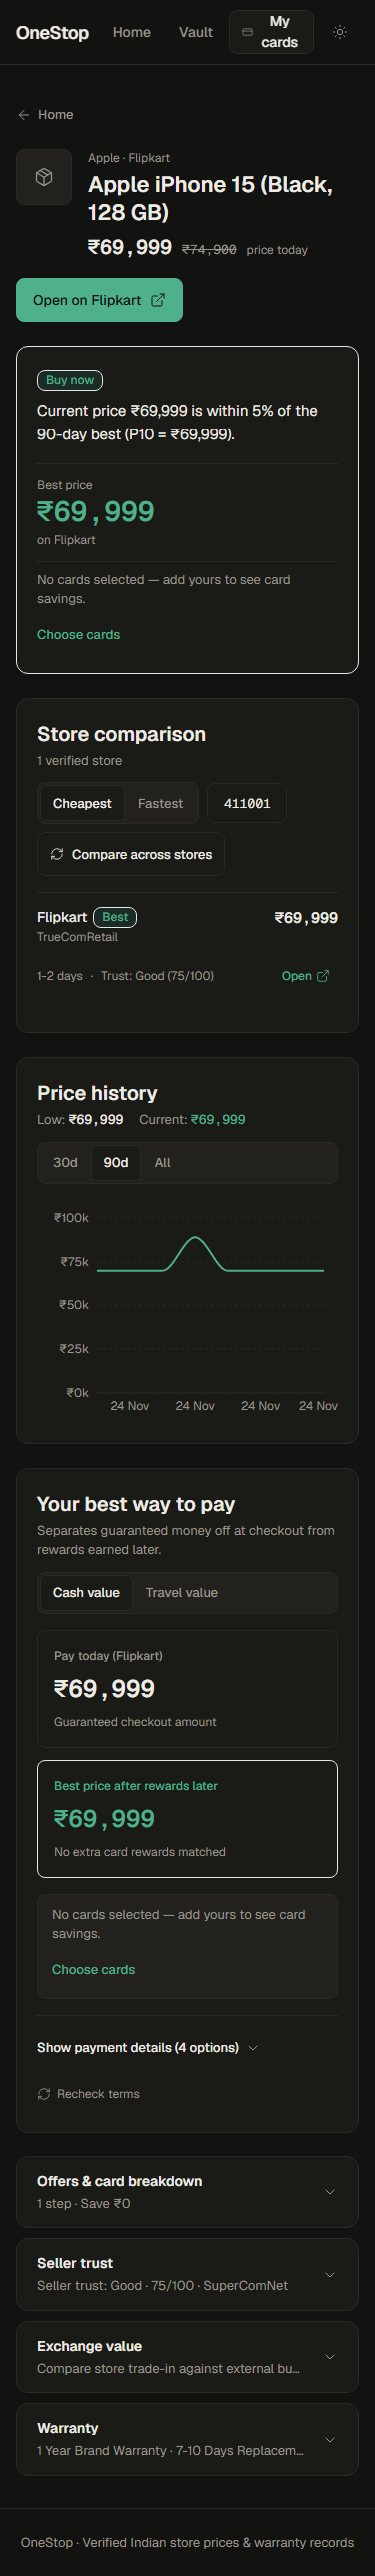 OneStop
Home
Vault
My cards
Home
Apple · Flipkart
Apple iPhone 15 (Black,
128 GB)
₹69,999 ₹74,900 price today
Open on Flipkart
Buy now
Current price ₹69,999 is within 5% of the
90-day best (P10 = ₹69,999).
Best price
₹69,999
on Flipkart
No cards selected — add yours to see card
savings.
Choose cards
Store comparison
1 verified store
Cheapest Fastest 411001
Compare across stores
Flipkart Best ₹69,999
TrueComRetail
1-2 days · Trust: Good (75/100) Open
Price history
Low: ₹69,999 Current: ₹69,999
30d 90d All
₹100k
₹75k
₹50k
₹25k
₹0k
24 Nov 24 Nov 24 Nov 24 Nov
Your best way to pay
Separates guaranteed money off at checkout from
rewards earned later.
Cash value Travel value
Pay today (Flipkart)
₹69,999
Guaranteed checkout amount
Best price after rewards later
₹69,999
No extra card rewards matched
No cards selected — add yours to see card
savings.
Choose cards
Show payment details (4 options)
Recheck terms
Offers & card breakdown
1 step · Save ₹0
Seller trust
Seller trust: Good · 75/100 · SuperComNet
Exchange value
Compare store trade-in against external bu...
Warranty
1 Year Brand Warranty · 7-10 Days Replacem...
OneStop · Verified Indian store prices & warranty records